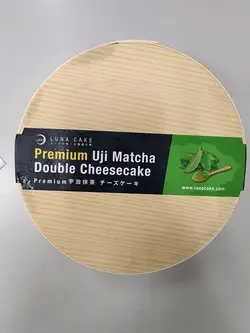 LUNA CAKE
Premium Uji Matcha
Double Cheesecake
Premium宇治抹茶 チーズケーキ
www.lunacake.com